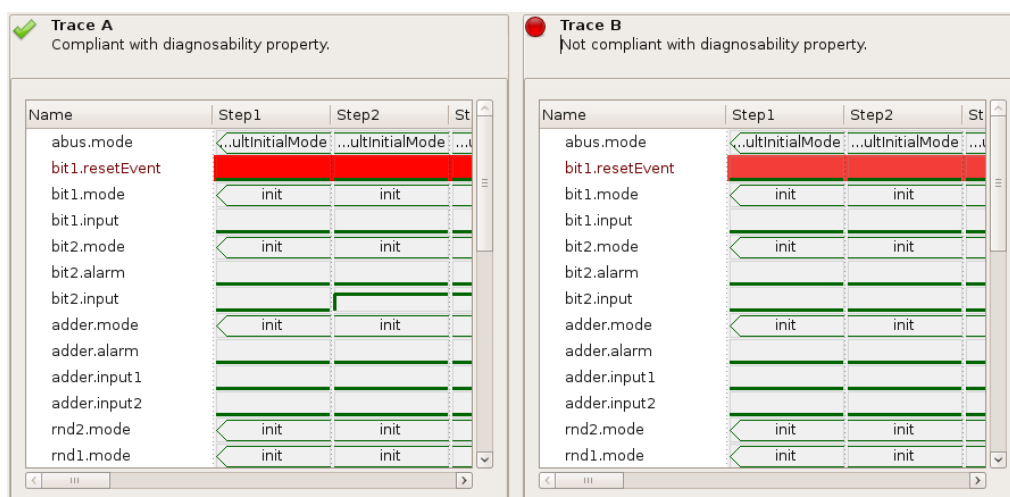 Trace A
Compliant with diagnosability property.
Name Step1 Step2 St
abus.mode ...ultInitialMode ...ultInitialMode ...u
bit1.resetEvent
bit1.mode init init
bit1.input
bit2.mode init init
bit2.alarm
bit2.input
adder.mode init init
adder.alarm
adder.input1
adder.input2
rnd2.mode init init
rnd1.mode init init
Trace B
Not compliant with diagnosability property.
Name Step1 Step2 St
abus.mode ...ultInitialMode ...ultInitialMode ...u
bit1.resetEvent
bit1.mode init init
bit1.input
bit2.mode init init
bit2.alarm
bit2.input
adder.mode init init
adder.alarm
adder.input1
adder.input2
rnd2.mode init init
rnd1.mode init init